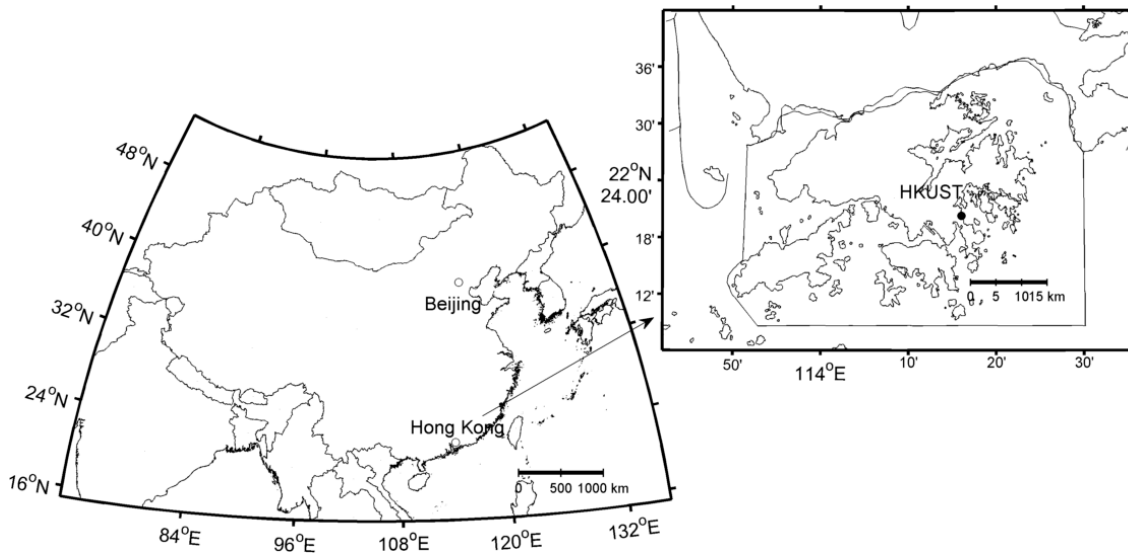 48°N
40°N
32°N
24°N
16°N
84°E
96°E
108°E
120°E
132°E
Beijing
Hong Kong
0 500 1000 km
36'
30'
22°N
24.00'
18'
12'
50'
114°E
10'
20'
30'
HKUST
0 5 1015 km